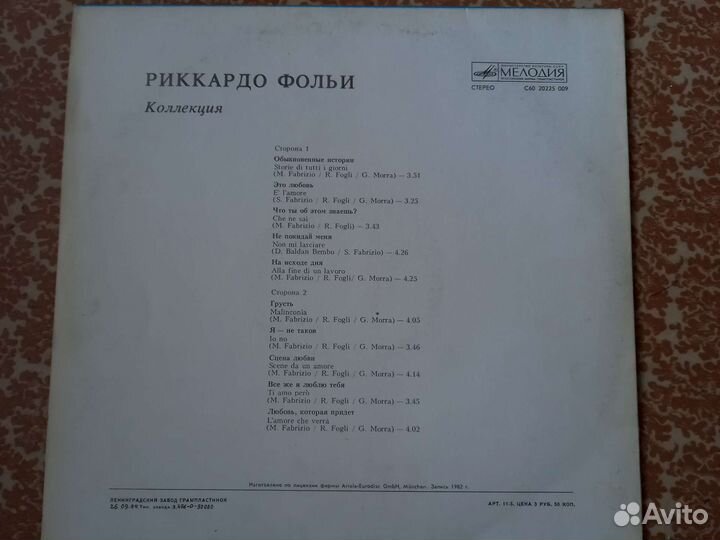 РИККАРДО ФОЛЬИ
Коллекция
МЕЛОДИЯ
СТЕРЕО С60 20225 009
Сторона 1
Обыкновенные истории
Storie di tutti i giorni
(M. Fabrizio / R. Fogli / G. Morra) — 3.51
Это любовь
E' l'amore
(S. Fabrizio / R. Fogli / G. Morra) — 3.25
Что ты об этом знаешь?
Che ne sai
(M. Fabrizio / R. Fogli) — 3.43
Не покидай меня
Non mi lasciare
(D. Baldan Bembo / S. Fabrizio) — 4.26
На исходе дня
Alla fine di un lavoro
(M. Fabrizio / R. Fogli/ G. Morra) — 4.25
Сторона 2
Грусть
Malinconia
(M. Fabrizio / R. Fogli / G. Morra) — 4.05
Я — не таков
Io no
(M. Fabrizio / R. Fogli / G. Morra) — 3.46
Сцена любви
Scene da un amore
(M. Fabrizio / R. Fogli / G. Morra) — 4.14
Все же я люблю тебя
Ti amo però
(M. Fabrizio / R. Fogli / G. Morra) — 3.45
Любовь, которая придет
L'amore che verrà
(M. Fabrizio / R. Fogli / G. Morra) — 4.02
Изготовлено по лицензии фирмы Ariola-Eurodisc GmbH, München. Запись 1982 г.
ЛЕНИНГРАДСКИЙ ЗАВОД ГРАМПЛАСТИНОК
26.09.84 Тип. завода
АРТ. 11-5. ЦЕНА 3 РУБ. 50 КОП.
Avito